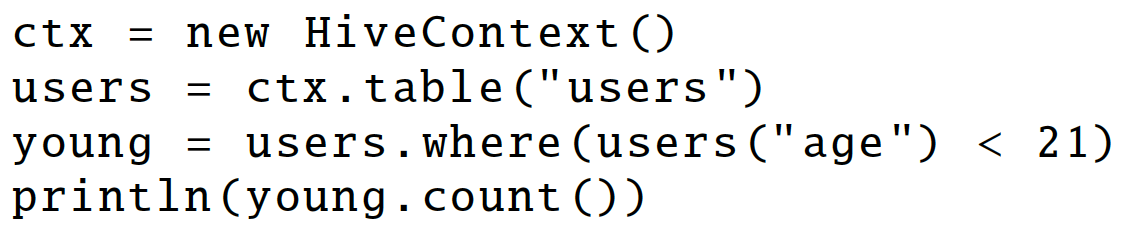 ctx = new HiveContext()
users = ctx.table("users")
young = users.where(users("age") < 21)
println(young.count())